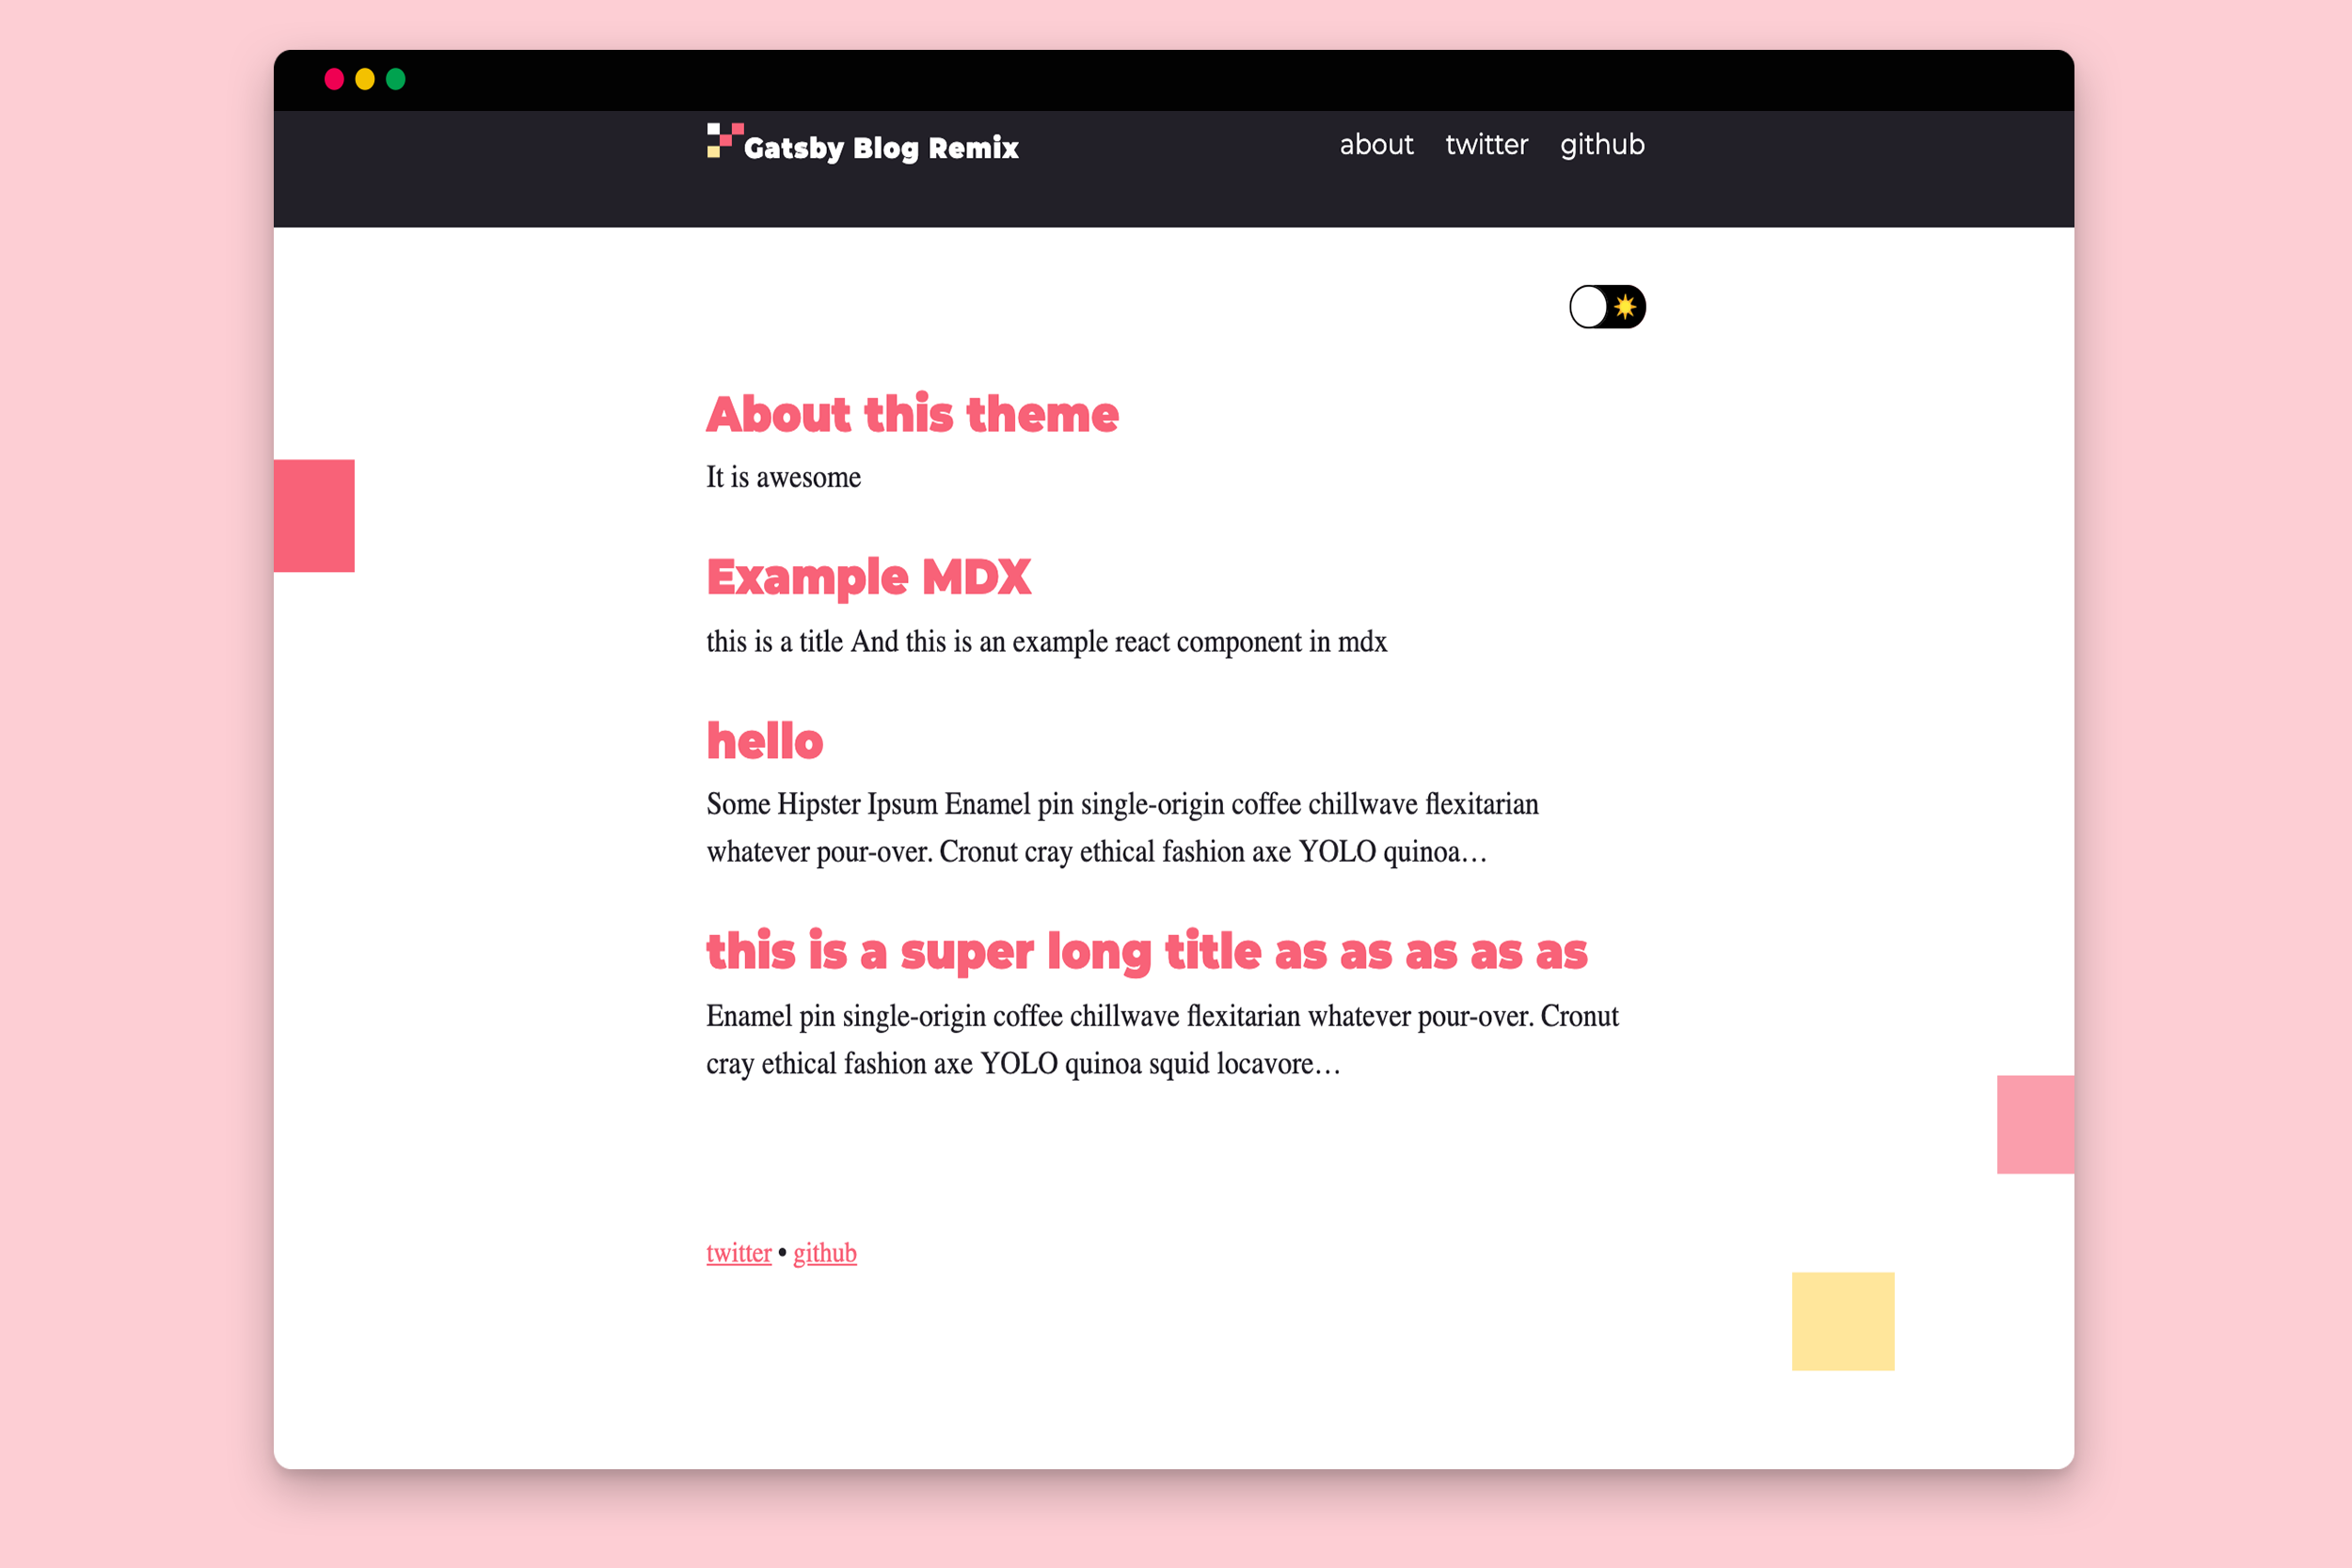 Gatsby Blog Remix
about twitter github
About this theme
It is awesome
Example MDX
this is a title And this is an example react component in mdx
hello
Some Hipster Ipsum Enamel pin single-origin coffee chillwave flexitarian
whatever pour-over. Cronut cray ethical fashion axe YOLO quinoa…
this is a super long title as as as as as
Enamel pin single-origin coffee chillwave flexitarian whatever pour-over. Cronut
cray ethical fashion axe YOLO quinoa squid locavore…
twitter • github